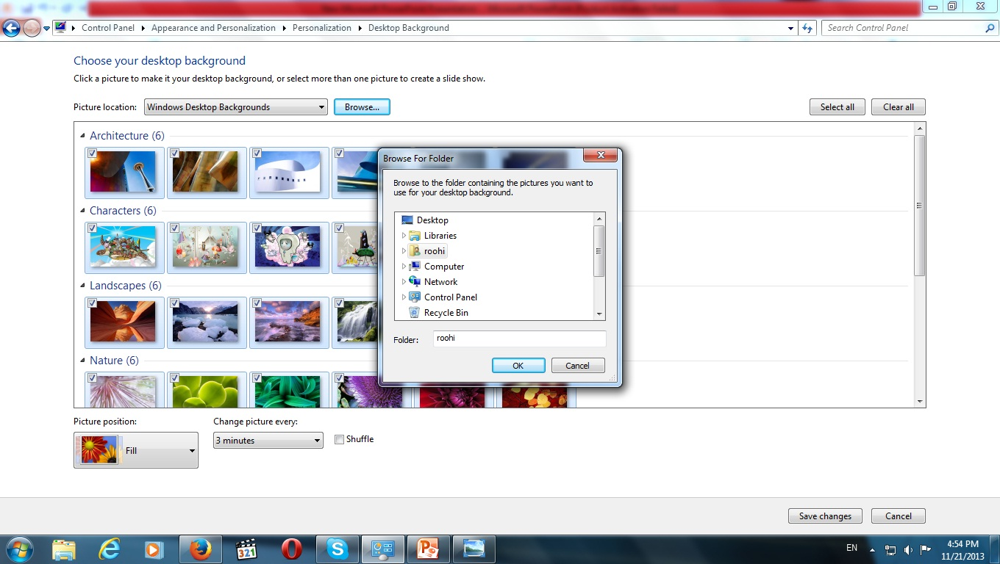 Control Panel Appearance and Personalization Personalization Desktop Background
Search Control Panel
Choose your desktop background
Click a picture to make it your desktop background, or select more than one picture to create a slide show.
Picture location: Windows Desktop Backgrounds Browse... Select all Clear all
Architecture (6)
Characters (6)
Landscapes (6)
Nature (6)
Browse For Folder
Browse to the folder containing the pictures you want to
use for your desktop background.
Desktop
Libraries
roohi
Computer
Network
Control Panel
Recycle Bin
Folder: roohi
OK Cancel
Picture position: Change picture every:
Fill 3 minutes Shuffle
Save changes Cancel
321
EN 4:54 PM
11/21/2013